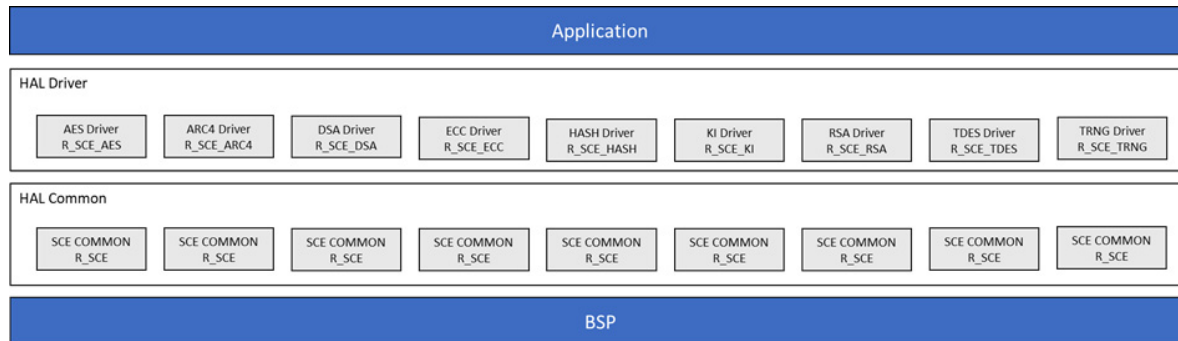 Application
HAL Driver
AES Driver
R_SCE_AES
ARC4 Driver
R_SCE_ARC4
DSA Driver
R_SCE_DSA
ECC Driver
R_SCE_ECC
HASH Driver
R_SCE_HASH
KI Driver
R_SCE_KI
RSA Driver
R_SCE_RSA
TDES Driver
R_SCE_TDES
TRNG Driver
R_SCE_TRNG
HAL Common
SCE COMMON
R_SCE
SCE COMMON
R_SCE
SCE COMMON
R_SCE
SCE COMMON
R_SCE
SCE COMMON
R_SCE
SCE COMMON
R_SCE
SCE COMMON
R_SCE
SCE COMMON
R_SCE
SCE COMMON
R_SCE
BSP